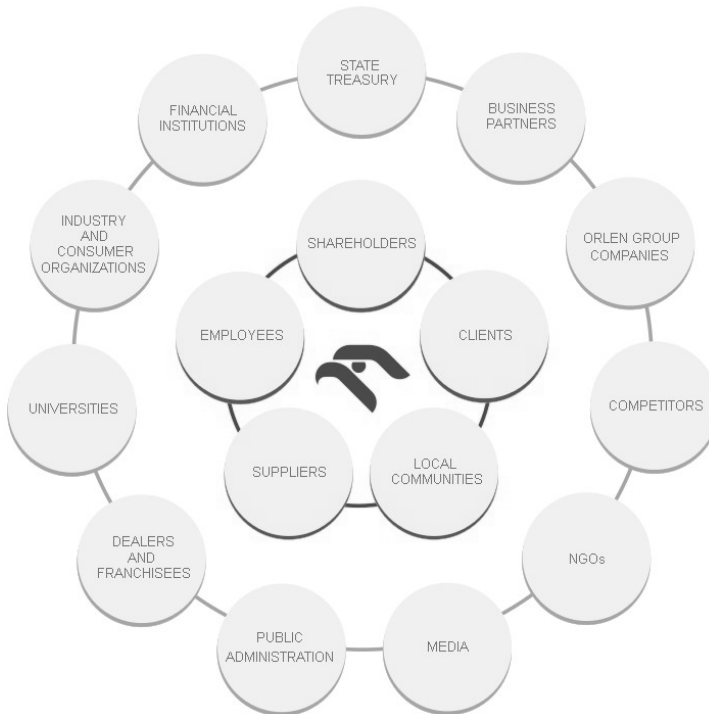 STATE
TREASURY
BUSINESS
PARTNERS
ORLEN GROUP
COMPANIES
COMPETITORS
NGOs
MEDIA
PUBLIC
ADMINISTRATION
DEALERS
AND
FRANCHISEES
UNIVERSITIES
INDUSTRY
AND
CONSUMER
ORGANIZATIONS
FINANCIAL
INSTITUTIONS
SHAREHOLDERS
CLIENTS
LOCAL
COMMUNITIES
SUPPLIERS
EMPLOYEES